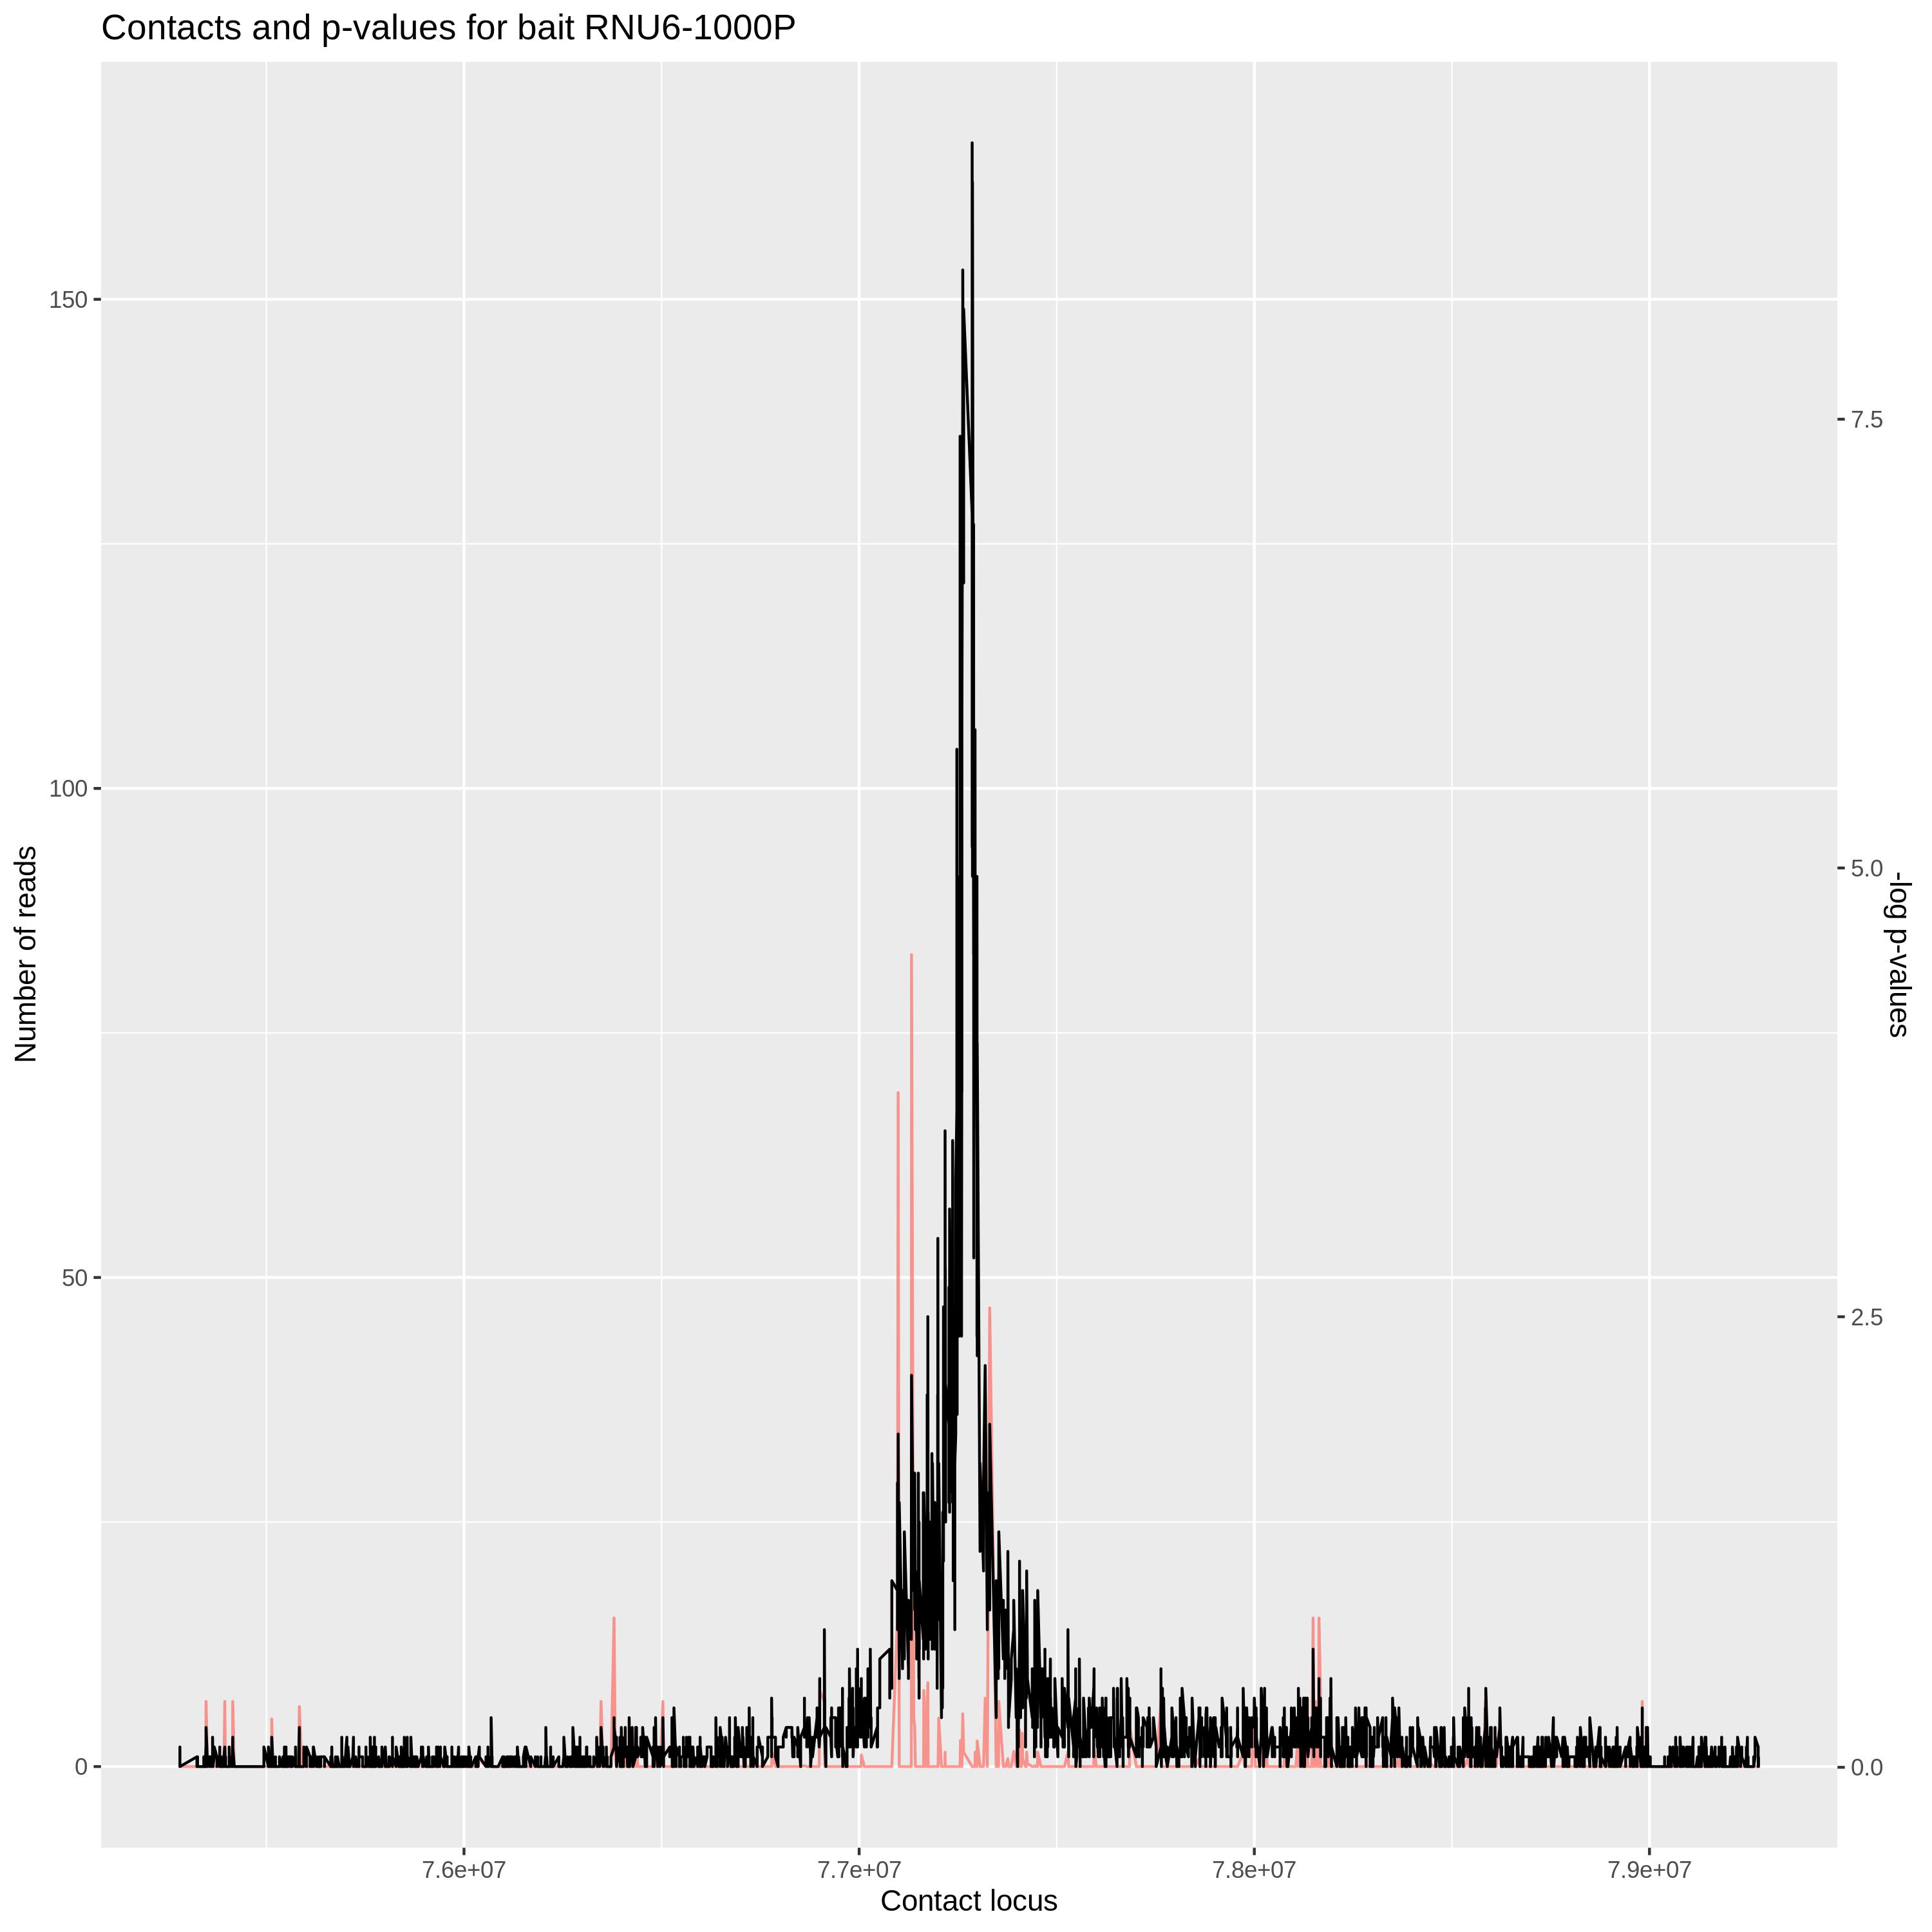 Contacts and p-values for bait RNU6-1000P
150
100
50
0
Number of reads
7.5
5.0
2.5
0.0
-log p-values
7.6e+07
7.7e+07
7.8e+07
7.9e+07
Contact locus